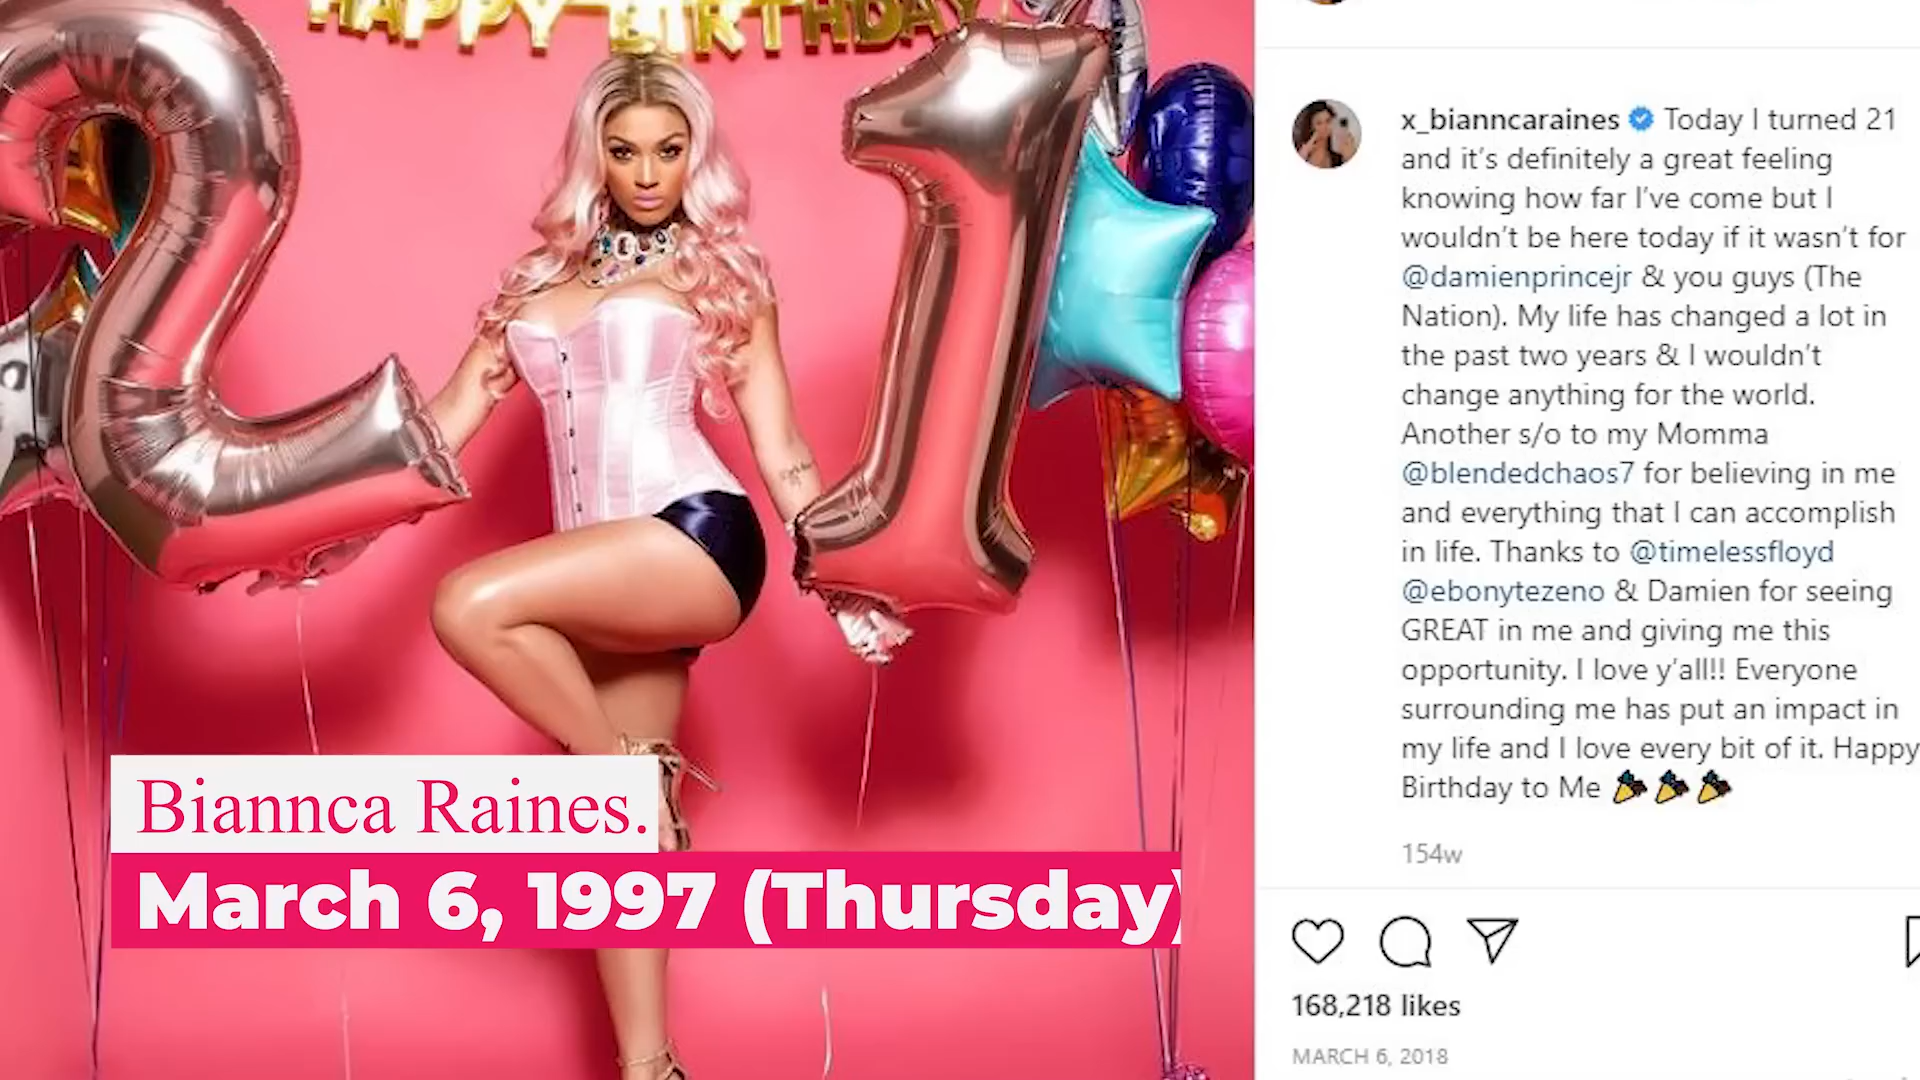 HAPPY BIRTHDAY
Biannca Raines.
March 6, 1997 (Thursday)
x_bianncaraines Today I turned 21
and it's definitely a great feeling
knowing how far I've come but I
wouldn't be here today if it wasn't for
@damienprincejr & you guys (The
Nation). My life has changed a lot in
the past two years & I wouldn't
change anything for the world.
Another s/o to my Momma
@blendedchaos7 for believing in me
and everything that I can accomplish
in life. Thanks to @timelessfloyd
@ebonytezeno & Damien for seeing
GREAT in me and giving me this
opportunity. I love y'all!! Everyone
surrounding me has put an impact in
my life and I love every bit of it. Happy
Birthday to Me
154w
168,218 likes
MARCH 6, 2018